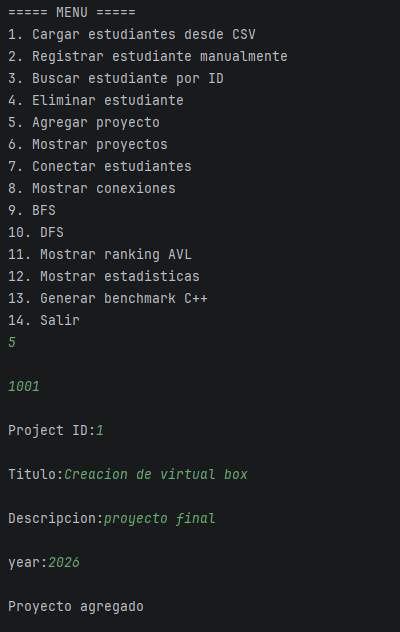 ===== MENU =====
1. Cargar estudiantes desde CSV
2. Registrar estudiante manualmente
3. Buscar estudiante por ID
4. Eliminar estudiante
5. Agregar proyecto
6. Mostrar proyectos
7. Conectar estudiantes
8. Mostrar conexiones
9. BFS
10. DFS
11. Mostrar ranking AVL
12. Mostrar estadisticas
13. Generar benchmark C++
14. Salir
5
1001
Project ID:1
Titulo:Creacion de virtual box
Descripcion:proyecto final
year:2026
Proyecto agregado